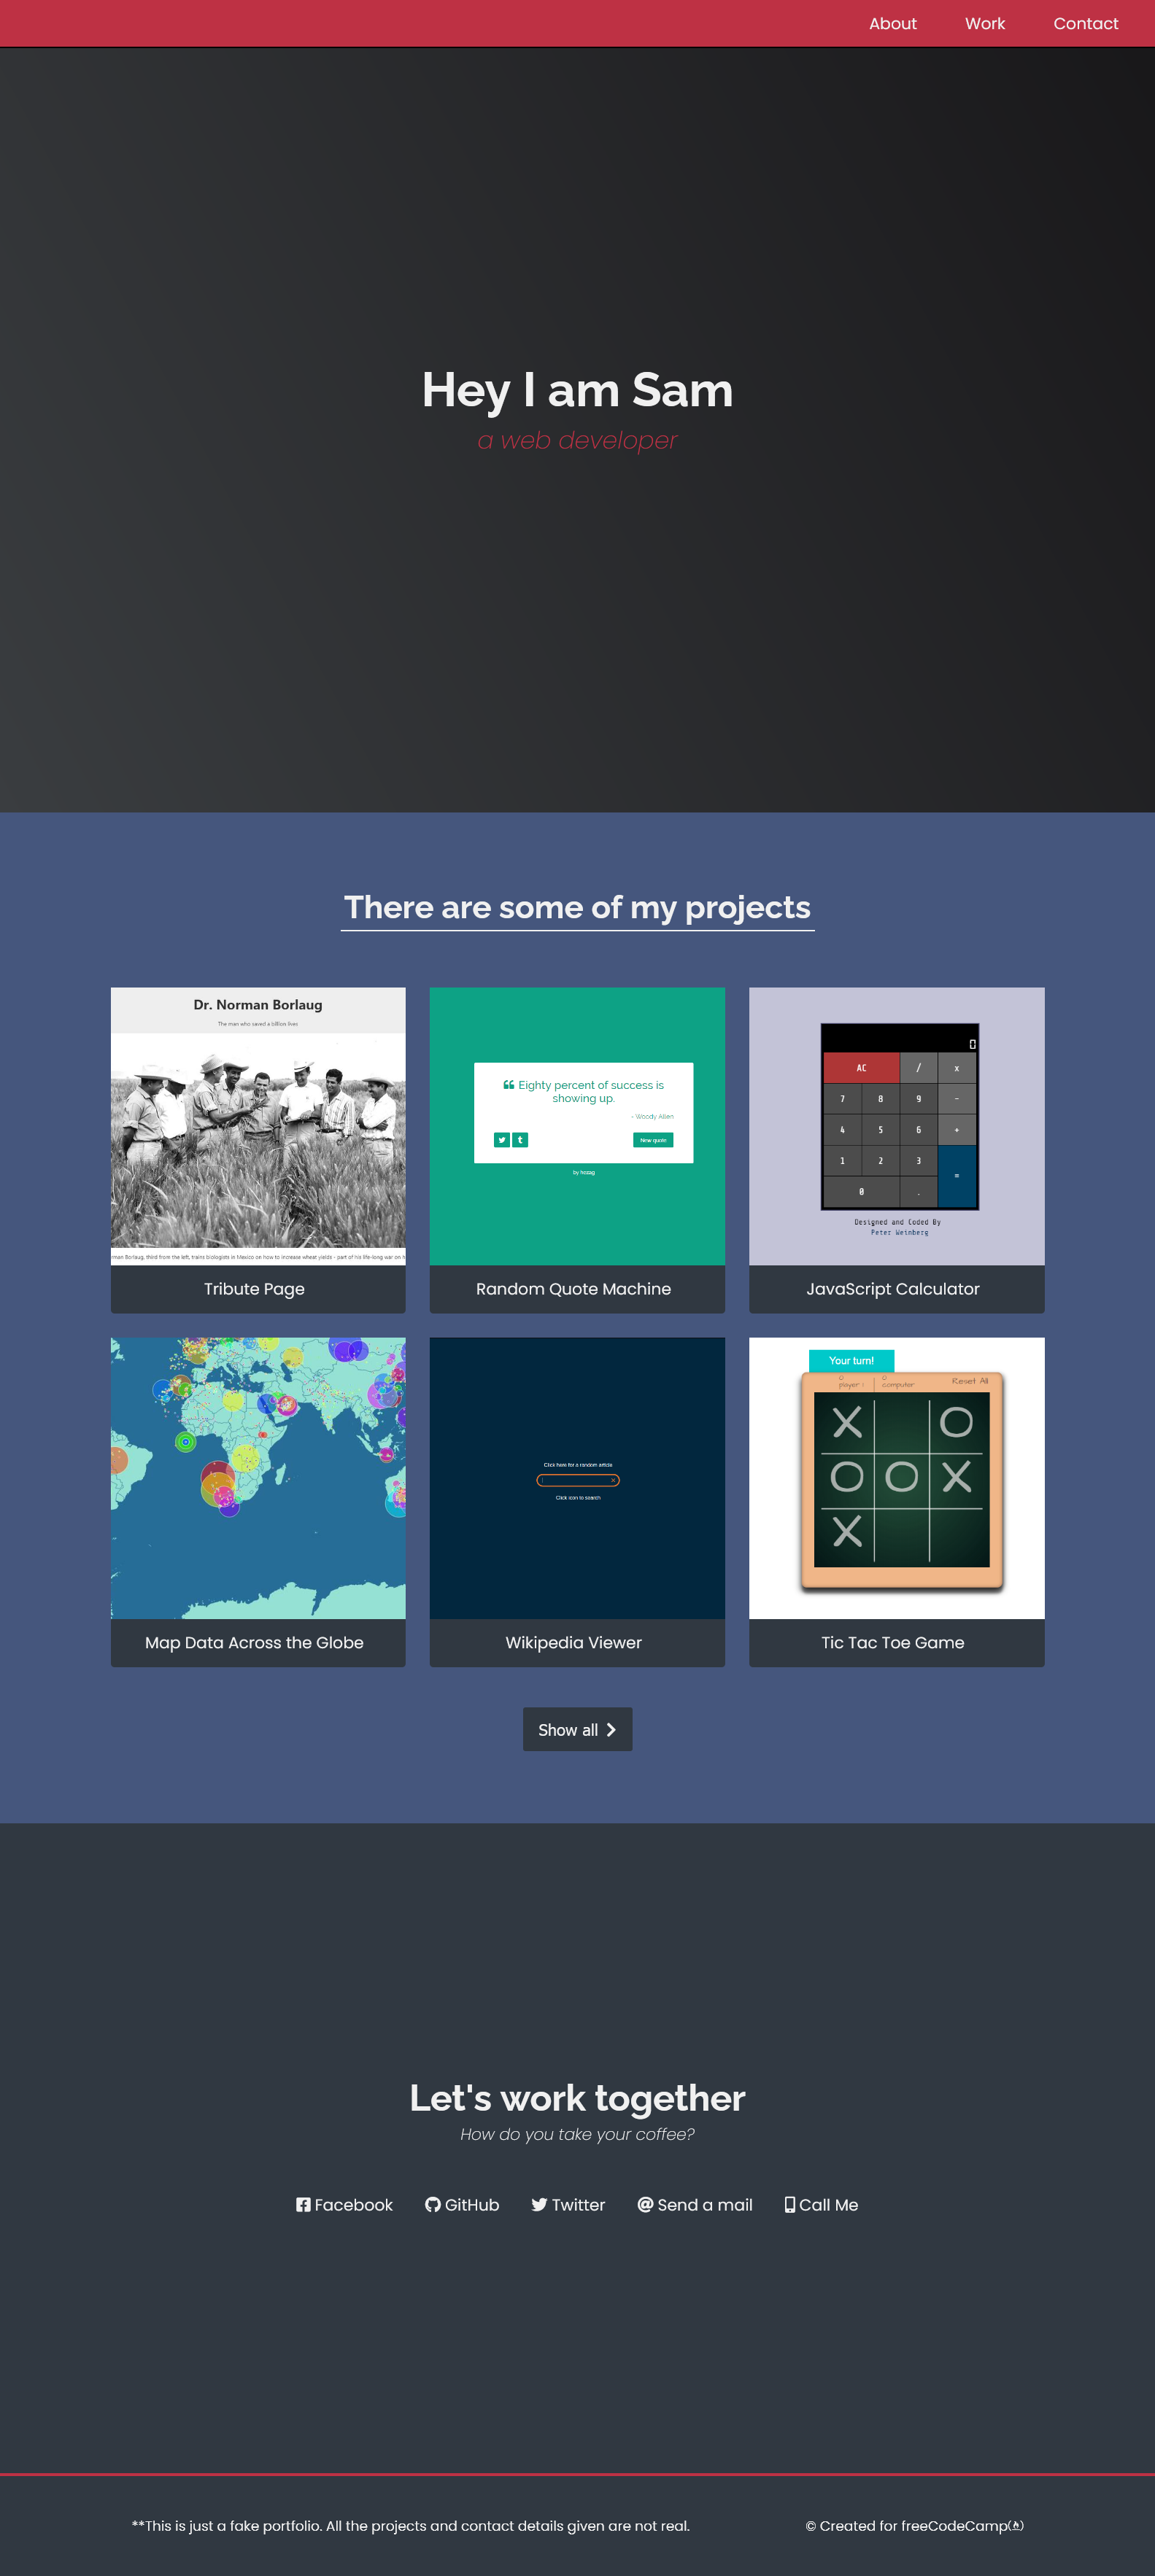 About Work Contact
Hey I am Sam
a web developer
There are some of my projects
Dr. Norman Borlaug
The man who saved a billion lives
rman Borlaug, third from the left, trains biologists in Mexico on how to increase wheat yields - part of his life-long war on h
Tribute Page
Eighty percent of success is
showing up.
- Woody Allen
New quote
by hezag
Random Quote Machine
0
AC / x
7 8 9 -
4 5 6 +
1 2 3 =
0 .
Designed and Coded By
Peter Weinberg
JavaScript Calculator
Map Data Across the Globe
Click here for a random article
Click icon to search
Wikipedia Viewer
Your turn!
0 0
player 1 computer Reset All
X O
O O X
X
Tic Tac Toe Game
Show all
Let's work together
How do you take your coffee?
Facebook GitHub Twitter Send a mail Call Me
**This is just a fake portfolio. All the projects and contact details given are not real.
© Created for freeCodeCamp